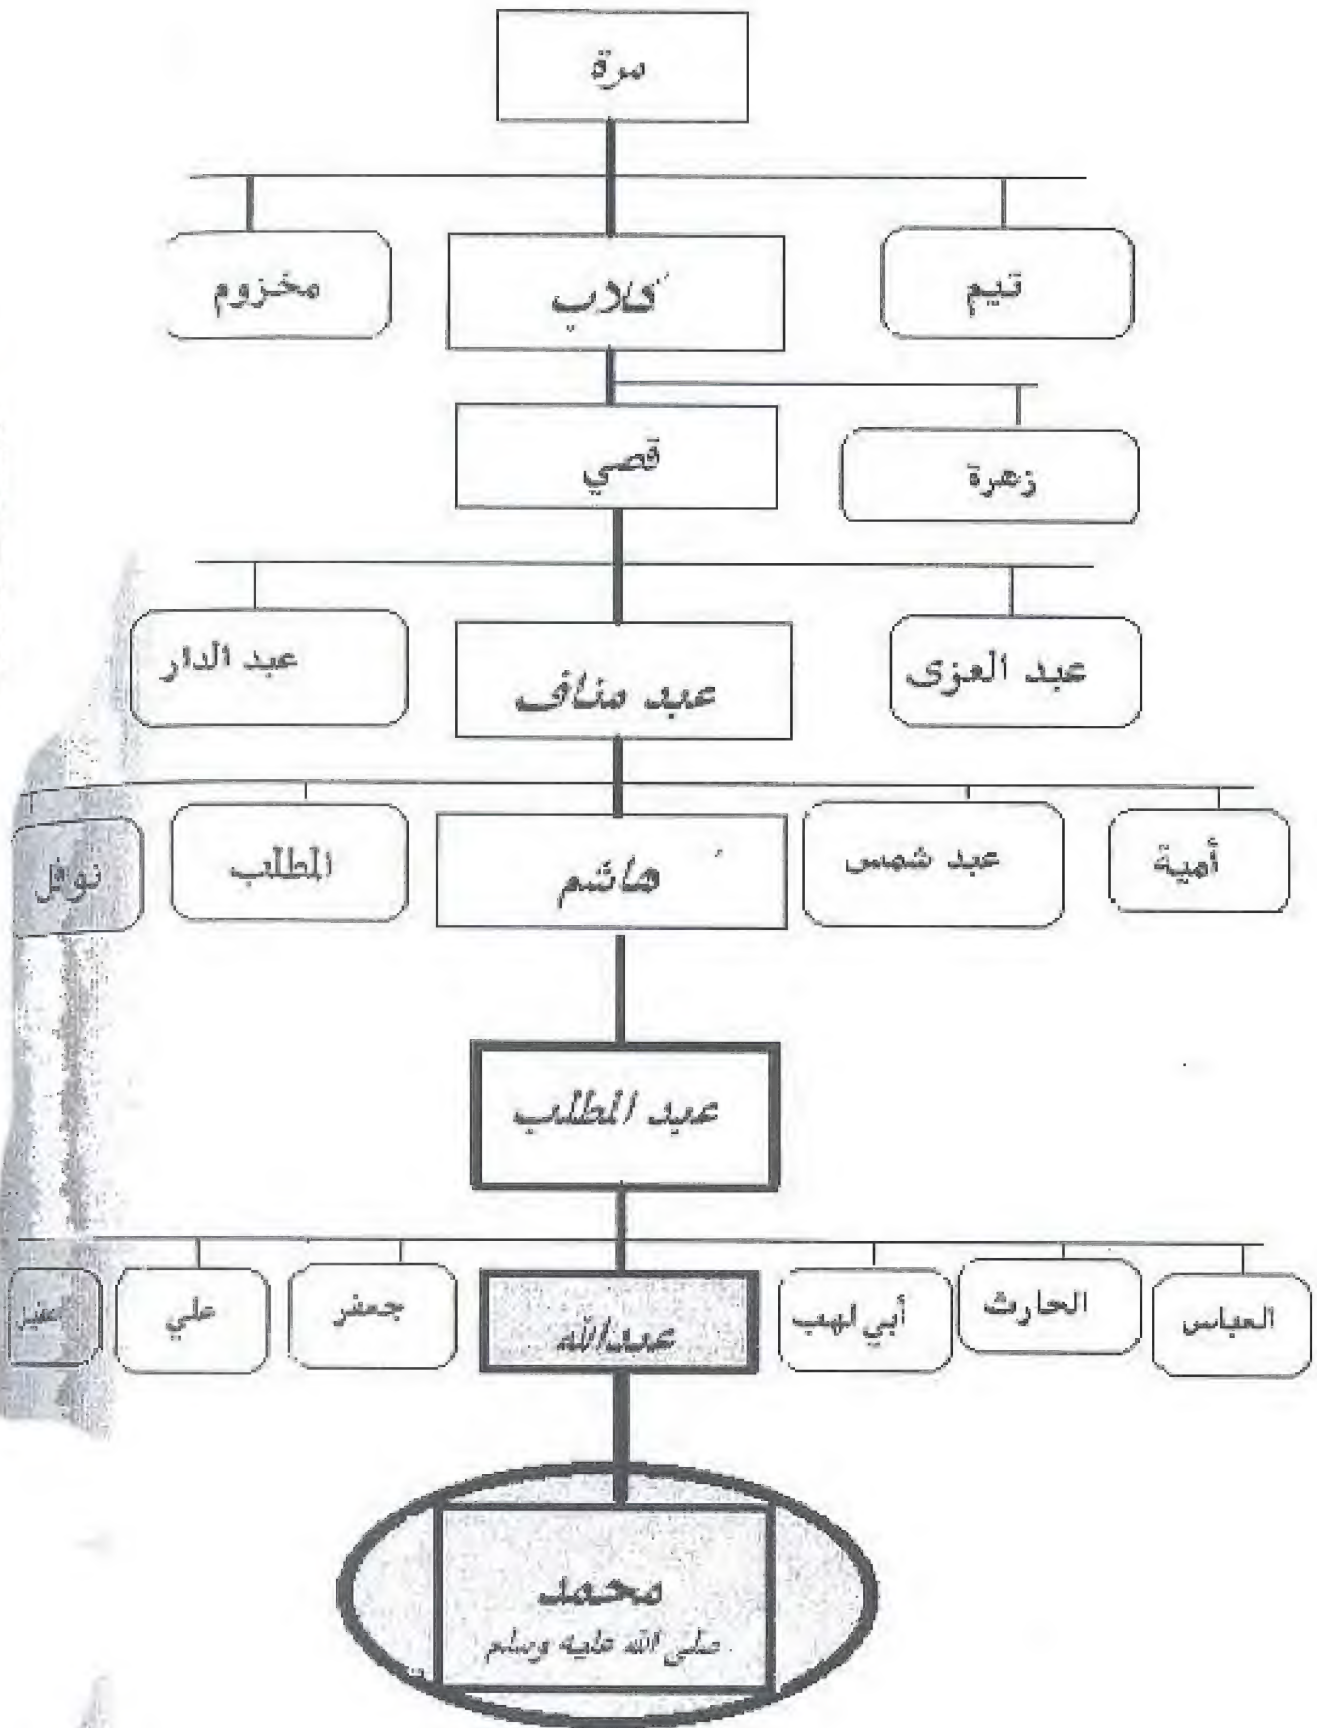 مرة
تيم
كلاب
مخزوم
زهرة
قصي
عبد العزى
عبد مناف
عبد الدار
أمية
عبد شمس
هاشم
المطلب
نوفل
عبد المطلب
العباس
الحارث
أبي لهب
عبدالله
جعفر
علي
محمد
صلى الله عليه وسلم